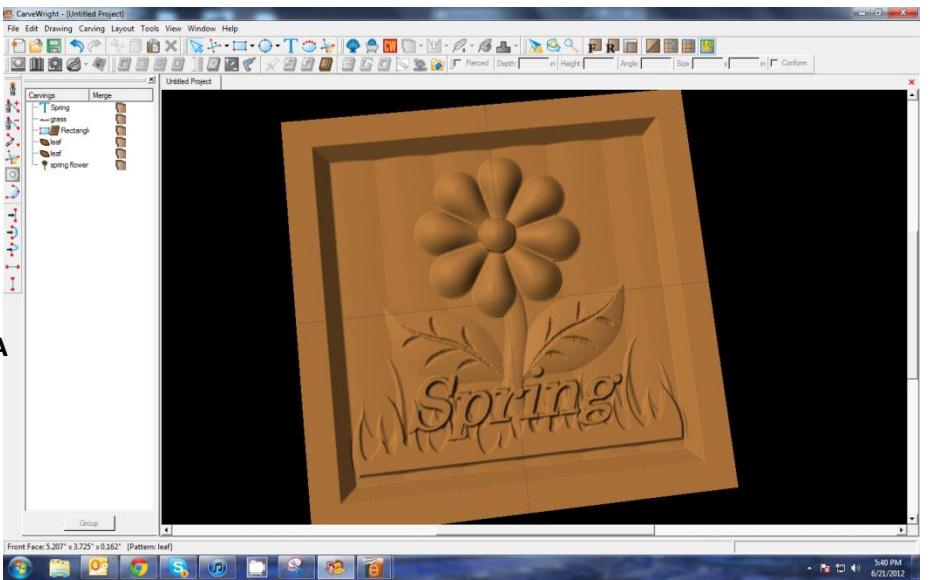 CarveWright - [Untitled Project]
File Edit Drawing Carving Layout Tools View Window Help
T CW F R
Pierced Depth: in Height: Angle: Size: x in Conform
Untitled Project
Carvings Merge
T Spring
grass
Rectangl
leaf
leaf
spring flower
Spring
A
Group
Front Face: 5.207" x 3.725" x 0.162" [Pattern: leaf]
5:40 PM
6/21/2012